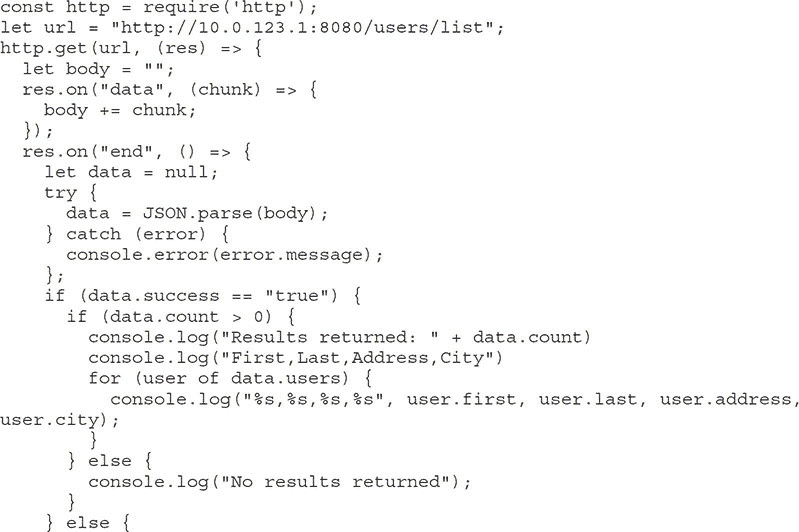 const http = require('http');
let url = "http://10.0.123.1:8080/users/list";
http.get(url, (res) => {
  let body = "";
  res.on("data", (chunk) => {
    body += chunk;
  });
  res.on("end", () => {
    let data = null;
    try {
      data = JSON.parse(body);
    } catch (error) {
      console.error(error.message);
    };
    if (data.success == "true") {
      if (data.count > 0) {
        console.log("Results returned: " + data.count)
        console.log("First,Last,Address,City")
        for (user of data.users) {
          console.log("%s,%s,%s,%s", user.first, user.last, user.address,
user.city);
        }
      } else {
        console.log("No results returned");
      }
    } else {